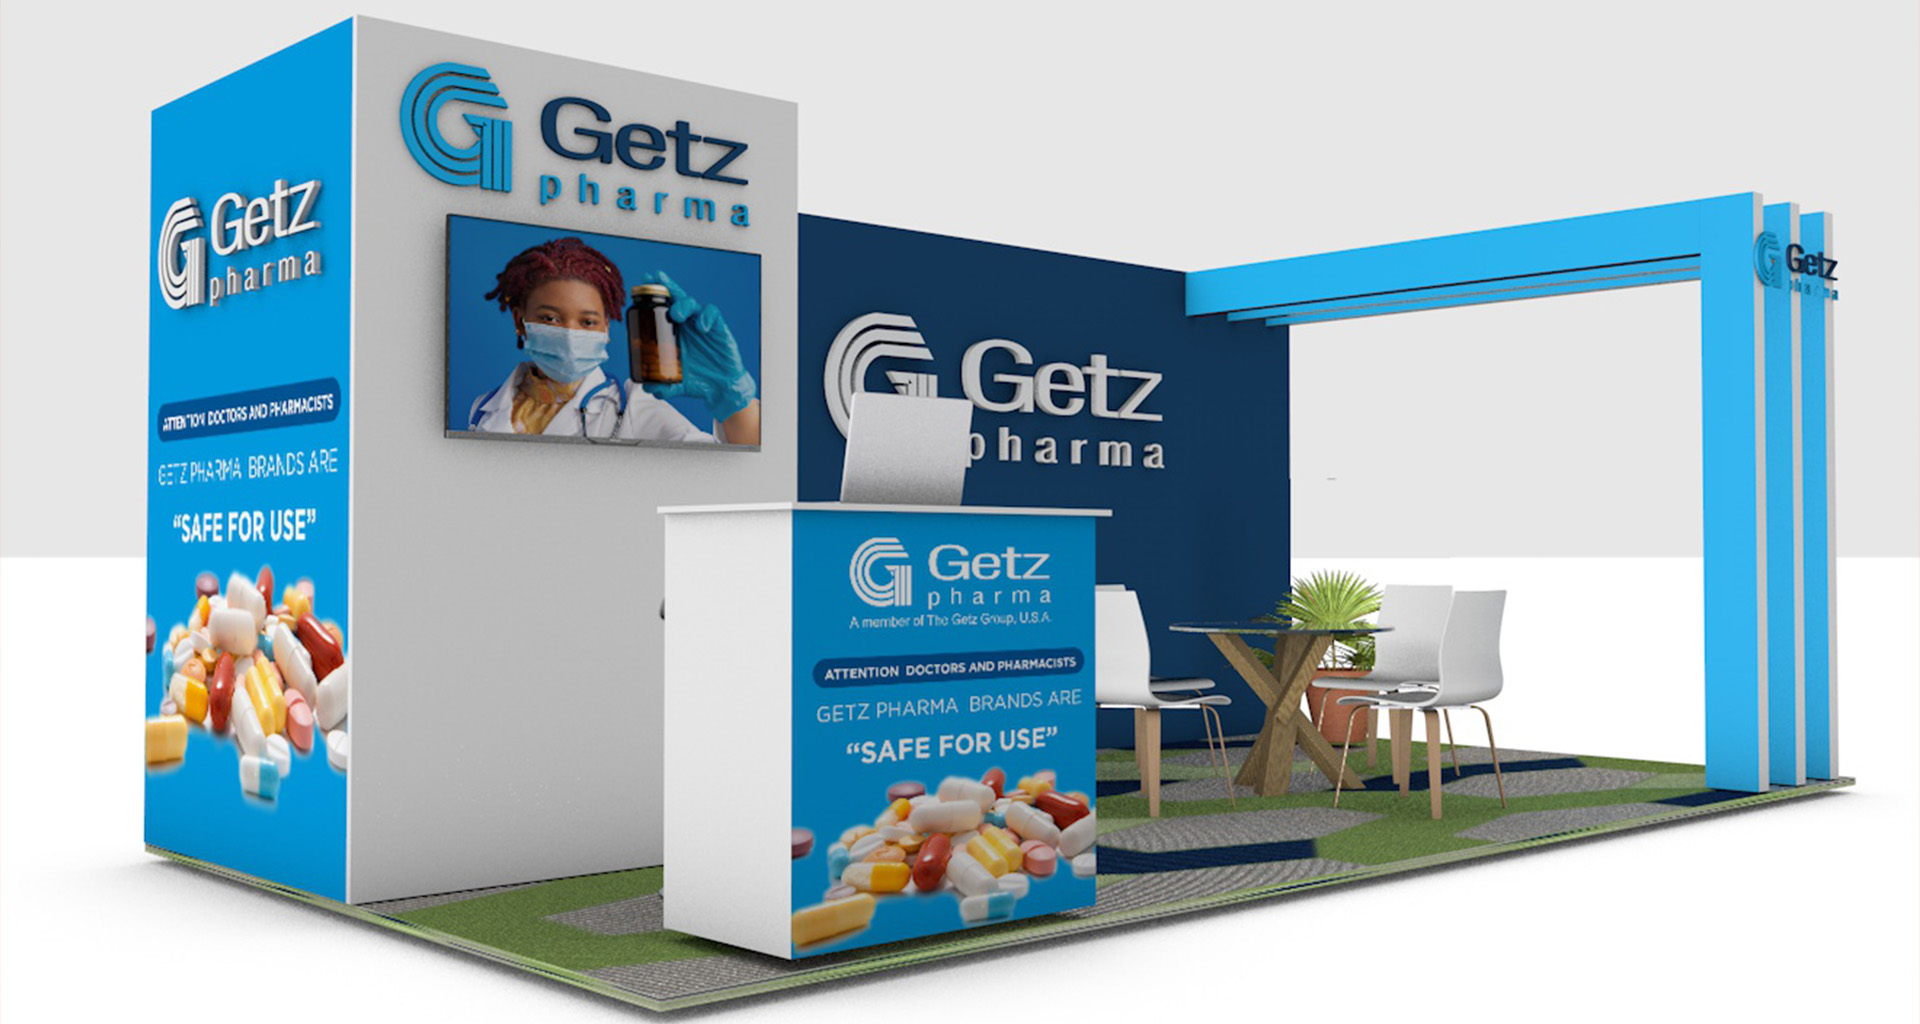 Getz
pharma
ATTENTION DOCTORS AND PHARMACISTS
GETZ PHARMA BRANDS ARE
“SAFE FOR USE”
Getz
pharma
Getz
pharma
Getz
pharma
A member of The Getz Group, U.S.A.
ATTENTION DOCTORS AND PHARMACISTS
GETZ PHARMA BRANDS ARE
“SAFE FOR USE”
Getz
pharma